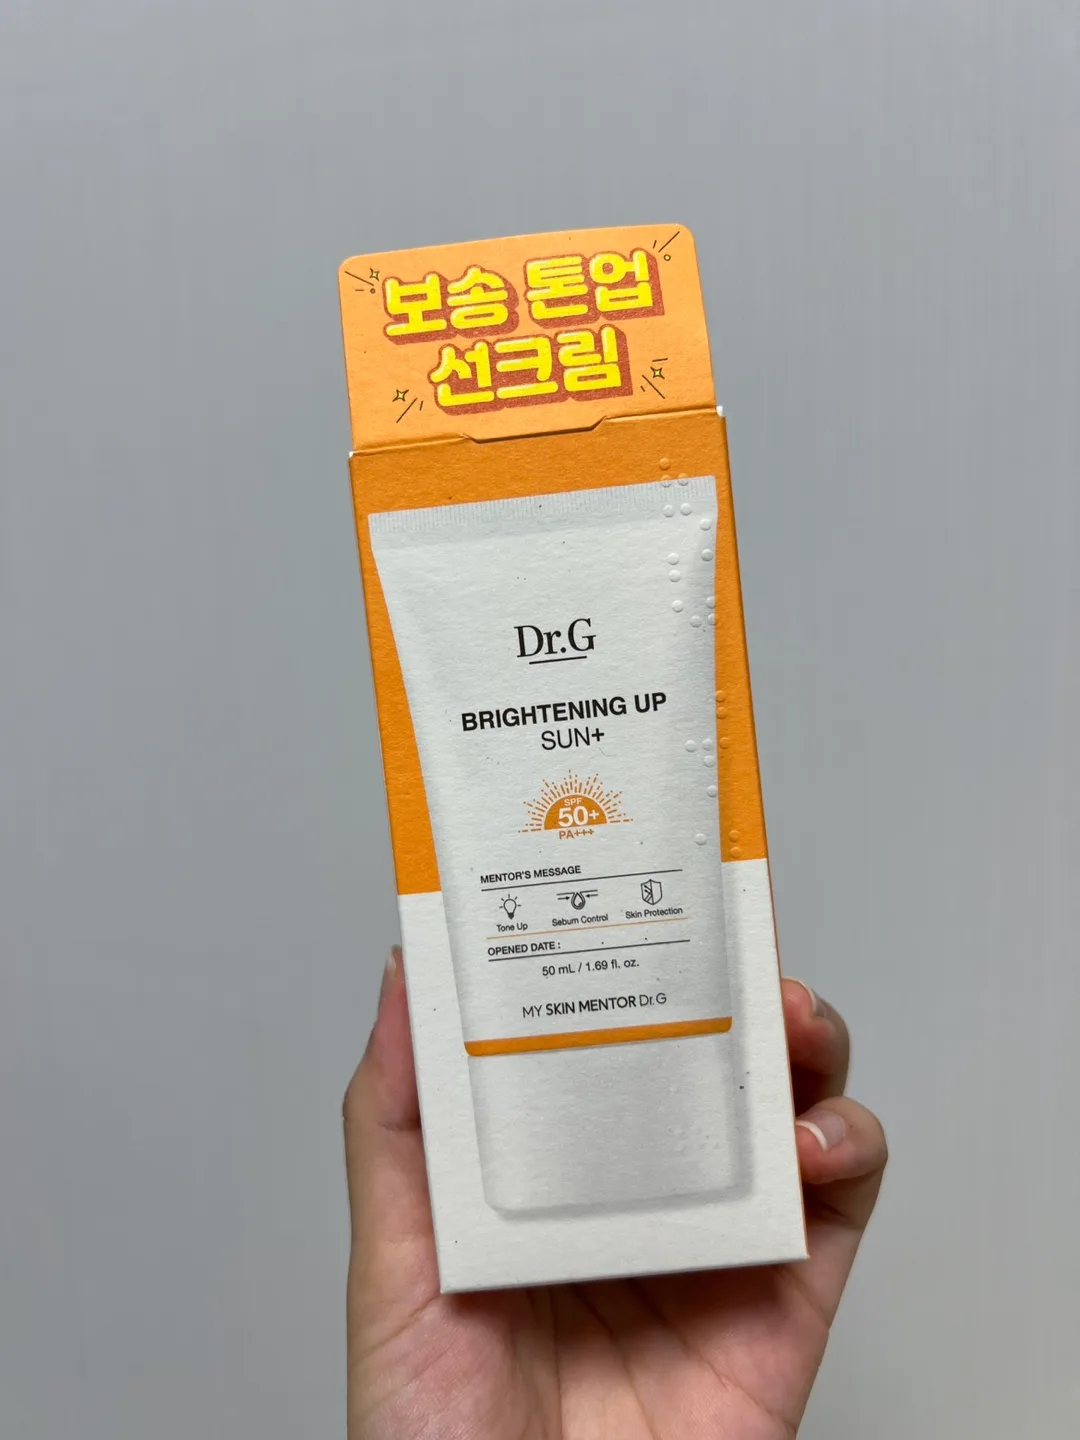 보송 톤업
선크림
Dr.G
BRIGHTENING UP
SUN+
SPF
50+
PA+++
MENTOR'S MESSAGE
Tone Up Sebum Control Skin Protection
OPENED DATE : . .
50 mL / 1.69 fl. oz.
MY SKIN MENTOR Dr.G